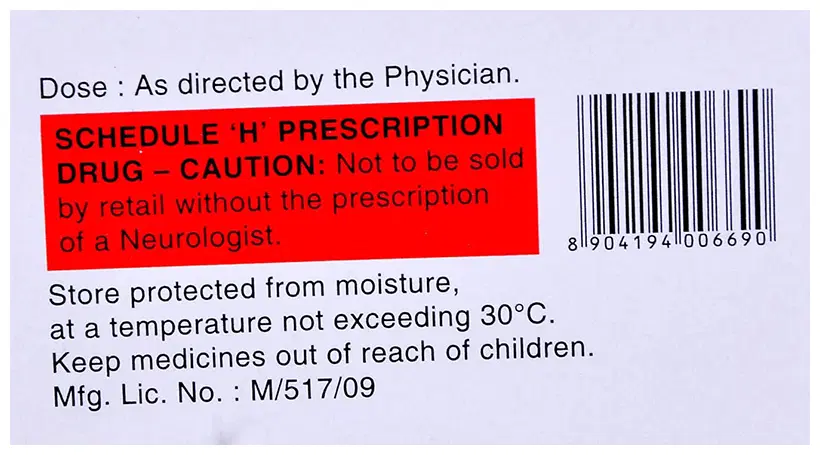 Dose : As directed by the Physician.
SCHEDULE ‘H’ PRESCRIPTION
DRUG – CAUTION: Not to be sold
by retail without the prescription
of a Neurologist.
8 904194 006690
Store protected from moisture,
at a temperature not exceeding 30°C.
Keep medicines out of reach of children.
Mfg. Lic. No. : M/517/09